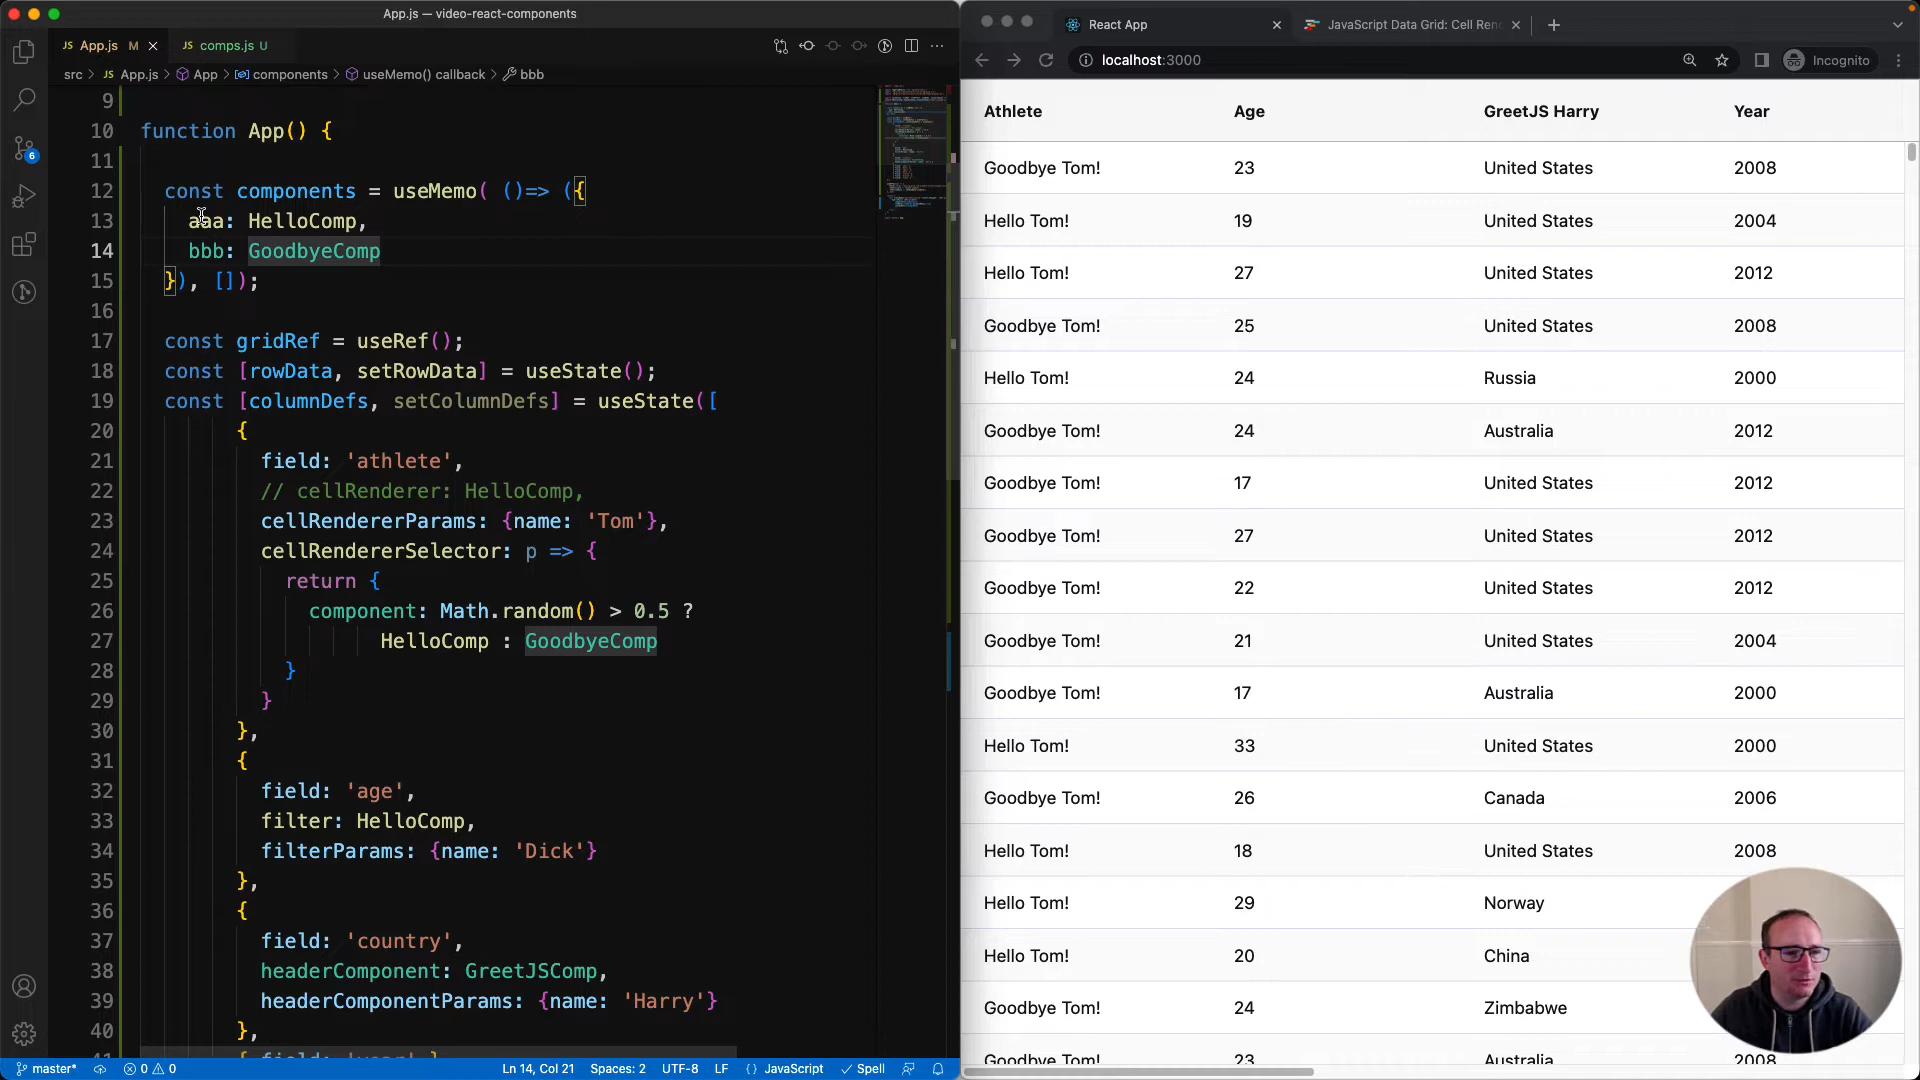 App.js — video-react-components
JS App.js M
JS comps.js U
src > JS App.js > App > components > useMemo() callback > bbb
9
10 function App() {
11
12 const components = useMemo( ()=> ({
13 aaa: HelloComp,
14 bbb: GoodbyeComp
15 }), []);
16
17 const gridRef = useRef();
18 const [rowData, setRowData] = useState();
19 const [columnDefs, setColumnDefs] = useState([
20 {
21 field: 'athlete',
22 // cellRenderer: HelloComp,
23 cellRendererParams: {name: 'Tom'},
24 cellRendererSelector: p => {
25 return {
26 component: Math.random() > 0.5 ?
27 HelloComp : GoodbyeComp
28 }
29 }
30 },
31 {
32 field: 'age',
33 filter: HelloComp,
34 filterParams: {name: 'Dick'}
35 },
36 {
37 field: 'country',
38 headerComponent: GreetJSComp,
39 headerComponentParams: {name: 'Harry'}
40 },
41 { field: 'year' }
6
master* 0 0 Ln 14, Col 21 Spaces: 2 UTF-8 LF {} JavaScript Spell
React App
JavaScript Data Grid: Cell Ren
localhost:3000
Incognito
Athlete Age GreetJS Harry Year
Goodbye Tom! 23 United States 2008
Hello Tom! 19 United States 2004
Hello Tom! 27 United States 2012
Goodbye Tom! 25 United States 2008
Hello Tom! 24 Russia 2000
Goodbye Tom! 24 Australia 2012
Goodbye Tom! 17 United States 2012
Goodbye Tom! 27 United States 2012
Goodbye Tom! 22 United States 2012
Goodbye Tom! 21 United States 2004
Goodbye Tom! 17 Australia 2000
Hello Tom! 33 United States 2000
Goodbye Tom! 26 Canada 2006
Hello Tom! 18 United States 2008
Hello Tom! 29 Norway
Hello Tom! 20 China
Goodbye Tom! 24 Zimbabwe
Goodbye Tom! 23 Australia 2008